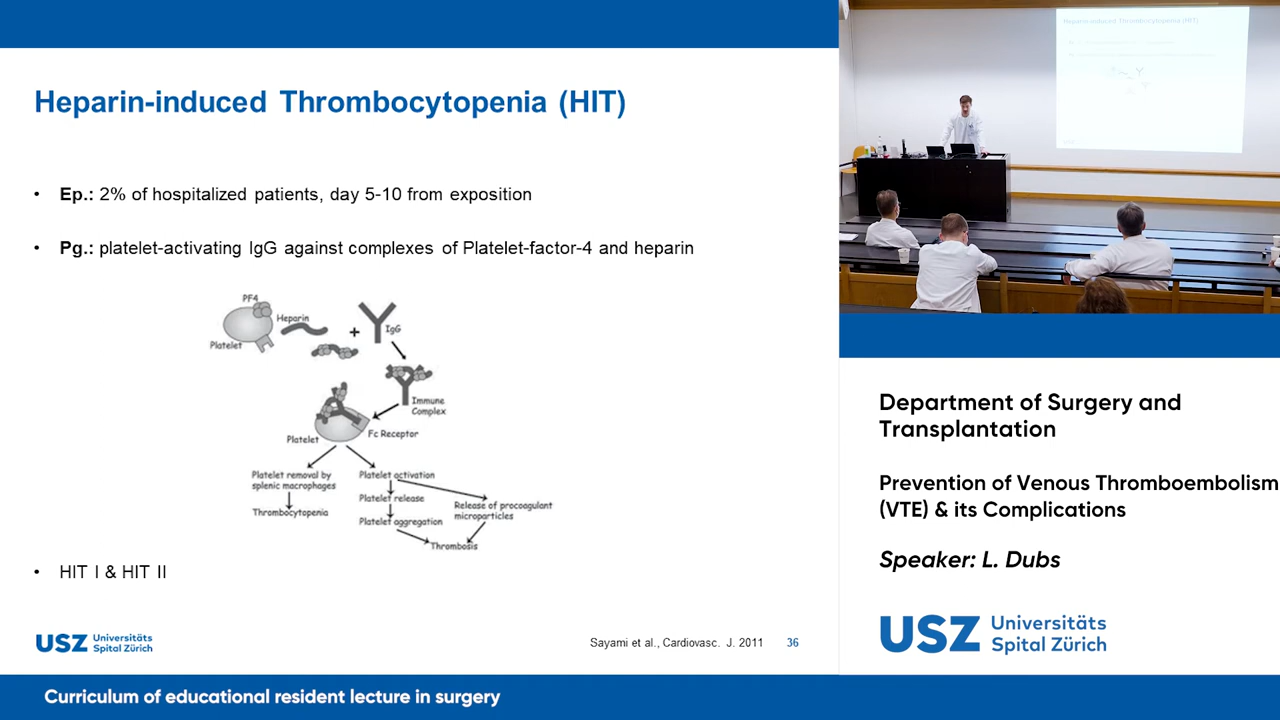 Heparin-induced Thrombocytopenia (HIT)
• Ep.: 2% of hospitalized patients, day 5-10 from exposition
• Pg.: platelet-activating IgG against complexes of Platelet-factor-4 and heparin
PF4
Heparin
Platelet
+
IgG
Immune
Complex
Platelet
Fc Receptor
Platelet removal by
splenic macrophages
Thrombocytopenia
Platelet activation
Platelet release
Platelet aggregation
Release of procoagulant
microparticles
Thrombosis
• HIT I & HIT II
USZ Universitäts
Spital Zürich
Sayami et al., Cardiovasc. J. 2011 36
Heparin-induced Thrombocytopenia (HIT)
Department of Surgery and
Transplantation
Prevention of Venous Thromboembolism
(VTE) & its Complications
Speaker: L. Dubs
USZ Universitäts
Spital Zürich
Curriculum of educational resident lecture in surgery